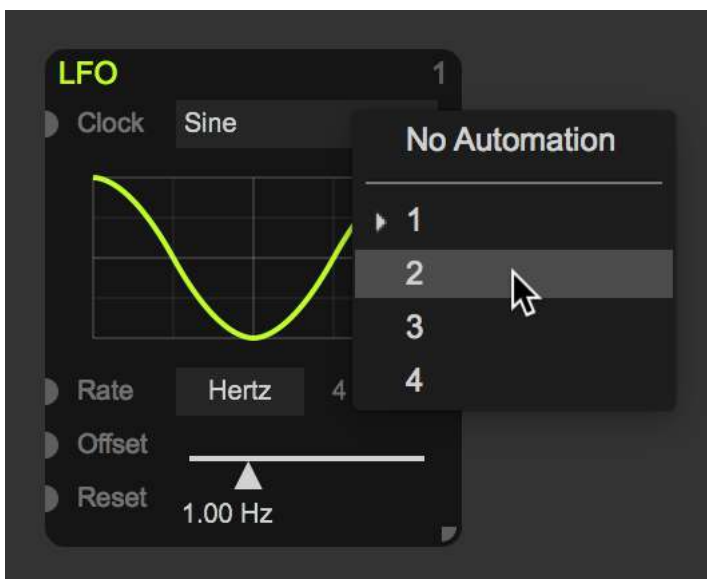 LFO 1
Clock Sine
No Automation
1
2
3
4
Rate Hertz 4
Offset
Reset
1.00 Hz